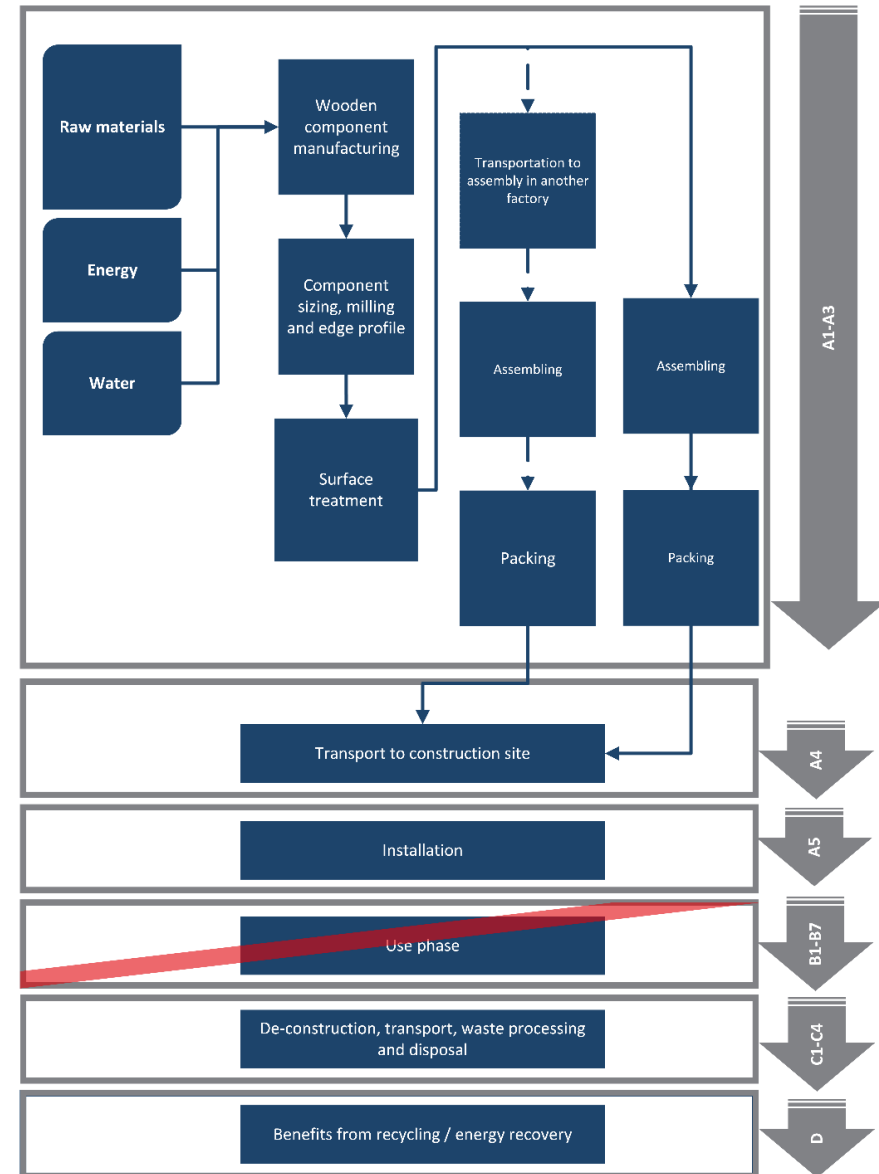 Raw materials
Energy
Water
Wooden
component
manufacturing
Component
sizing, milling
and edge profile
Surface
treatment
Transportation to
assembly in another
factory
Assembling
Packing
Assembling
Packing
A1-A3
Transport to construction site
A4
Installation
A5
Use phase
B1-B7
De-construction, transport, waste processing
and disposal
C1-C4
Benefits from recycling / energy recovery
D